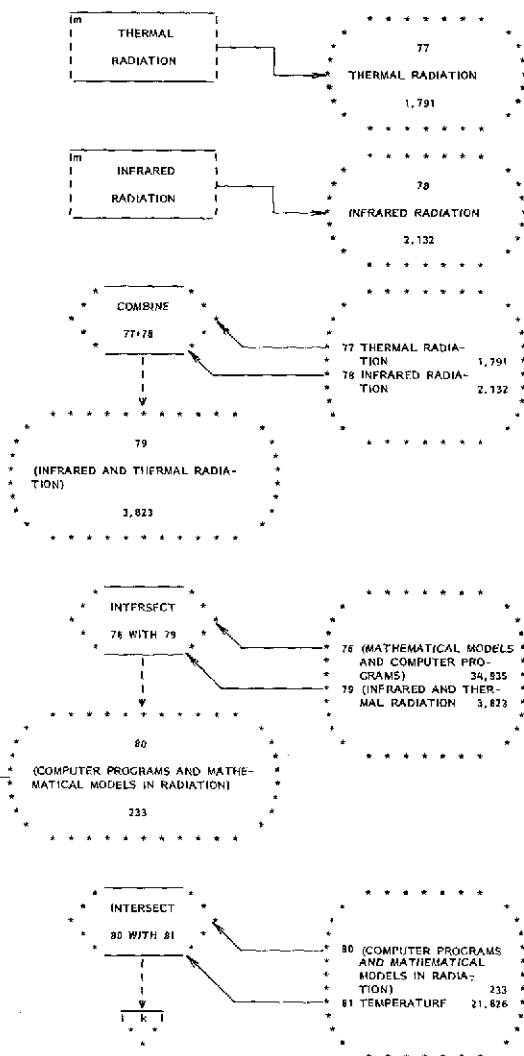 m
THERMAL
RADIATION
77
THERMAL RADIATION
1,791
m
INFRARED
RADIATION
78
INFRARED RADIATION
2,132
COMBINE
77+78
77 THERMAL RADIA-
TION 1,791
78 INFRARED RADIA-
TION 2,132
79
(INFRARED AND THERMAL RADIA-
TION)
3,823
INTERSECT
76 WITH 79
76 (MATHEMATICAL MODELS
AND COMPUTER PRO-
GRAMS) 34,935
79 (INFRARED AND THER-
MAL RADIATION 3,823
80
(COMPUTER PROGRAMS AND MATHE-
MATICAL MODELS IN RADIATION)
233
INTERSECT
80 WITH 81
80 (COMPUTER PROGRAMS
AND MATHEMATICAL
MODELS IN RADIA-
TION) 233
81 TEMPERATURE 21,826
k